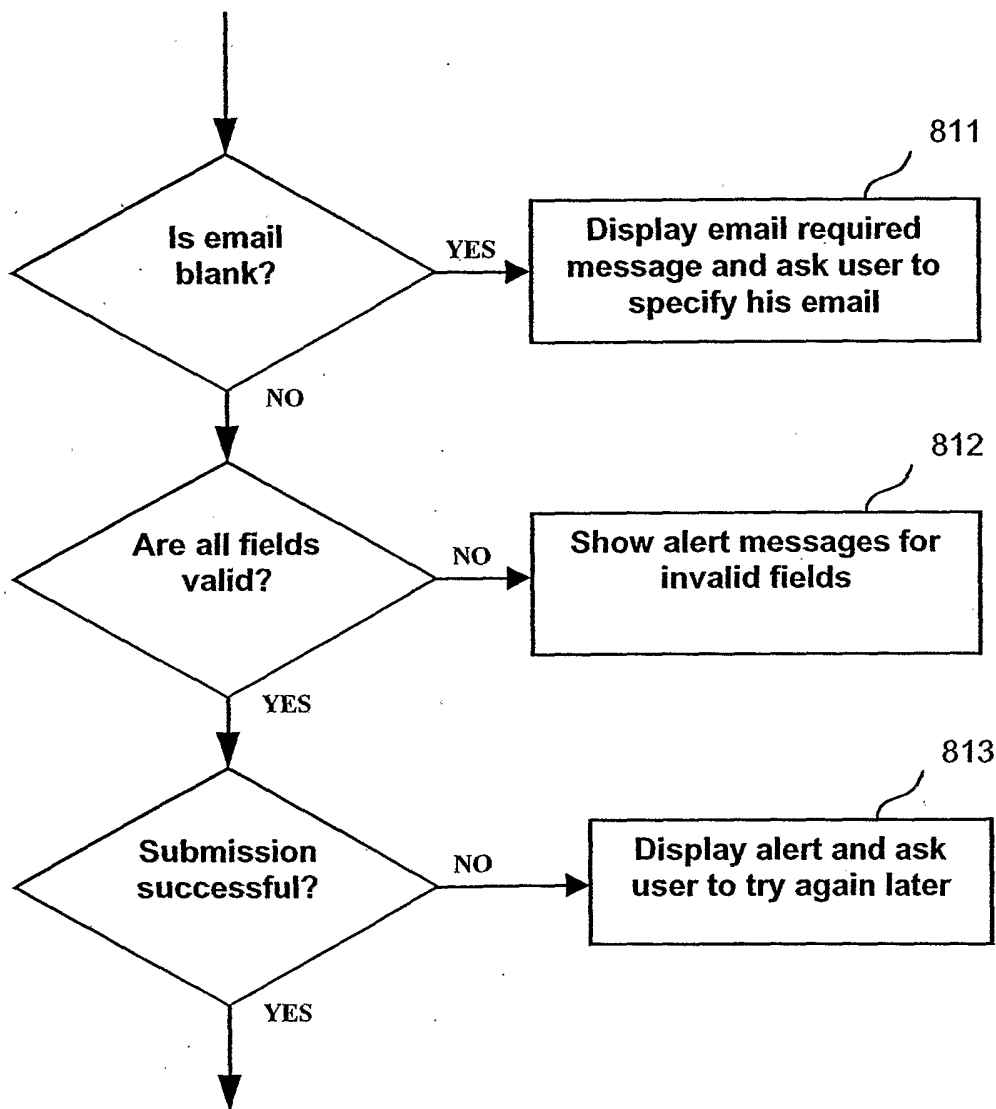 811
Is email
blank?
YES
Display email required
message and ask user to
specify his email
NO
812
Are all fields
valid?
NO
Show alert messages for
invalid fields
YES
813
Submission
successful?
NO
Display alert and ask
user to try again later
YES